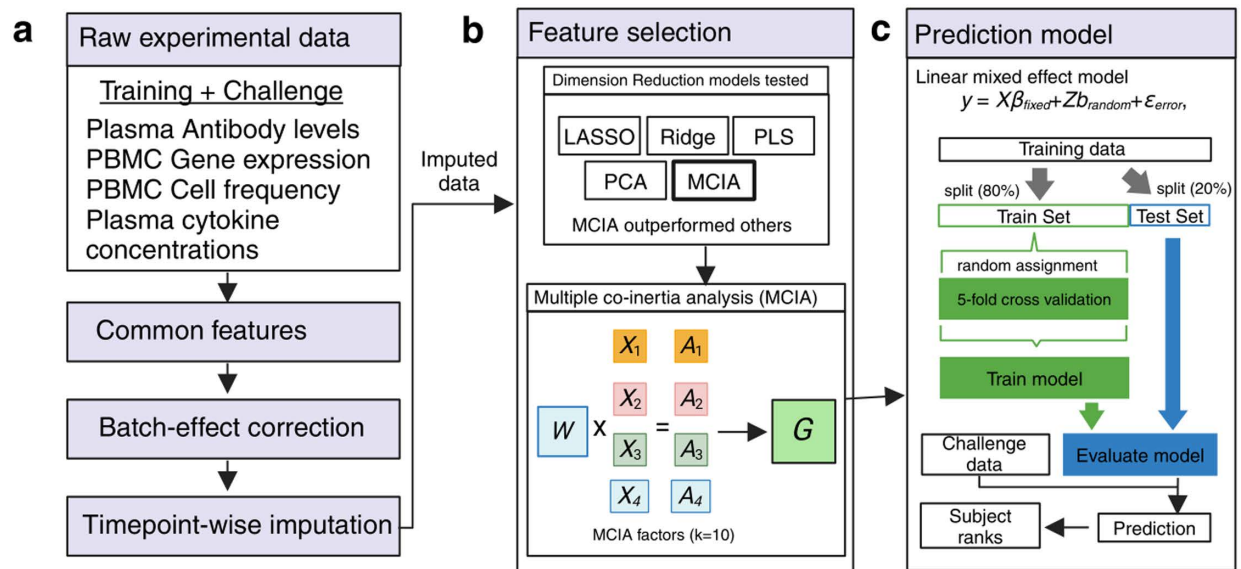 a
Raw experimental data
Training + Challenge
Plasma Antibody levels
PBMC Gene expression
PBMC Cell frequency
Plasma cytokine
concentrations
Common features
Batch-effect correction
Timepoint-wise imputation
Imputed
data
b
Feature selection
Dimension Reduction models tested
LASSO Ridge PLS
PCA MCIA
MCIA outperformed others
Multiple co-inertia analysis (MCIA)
X₁ A₁
X₂ A₂
W x = G
X₃ A₃
X₄ A₄
MCIA factors (k=10)
c
Prediction model
Linear mixed effect model
y = Xβfixed+Zbrandom+εerror,
Training data
split (80%) split (20%)
Train Set Test Set
random assignment
5-fold cross validation
Train model
Challenge
data
Evaluate model
Subject
ranks
Prediction